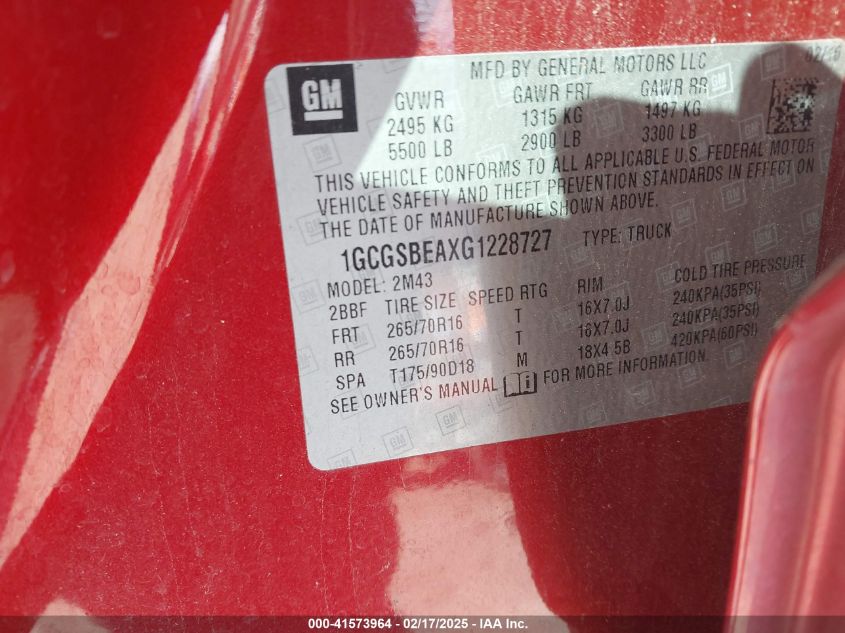 MFD BY GENERAL MOTORS LLC 02/16
GM
GVWR GAWR FRT GAWR RR
2495 KG 1315 KG 1497 KG
5500 LB 2900 LB 3300 LB
THIS VEHICLE CONFORMS TO ALL APPLICABLE U.S. FEDERAL MOTOR
VEHICLE SAFETY AND THEFT PREVENTION STANDARDS IN EFFECT ON
THE DATE OF MANUFACTURE SHOWN ABOVE.
1GCGSBEAXG1228727 TYPE: TRUCK
MODEL: 2M43
2BBF TIRE SIZE SPEED RTG RIM COLD TIRE PRESSURE
FRT 265/70R16 T 16X7.0J 240KPA(35PSI)
RR 265/70R16 T 16X7.0J 240KPA(35PSI)
SPA T175/90D18 M 18X4.5B 420KPA(60PSI)
SEE OWNER'S MANUAL FOR MORE INFORMATION.
000-41573964 - 02/17/2025 - IAA Inc.